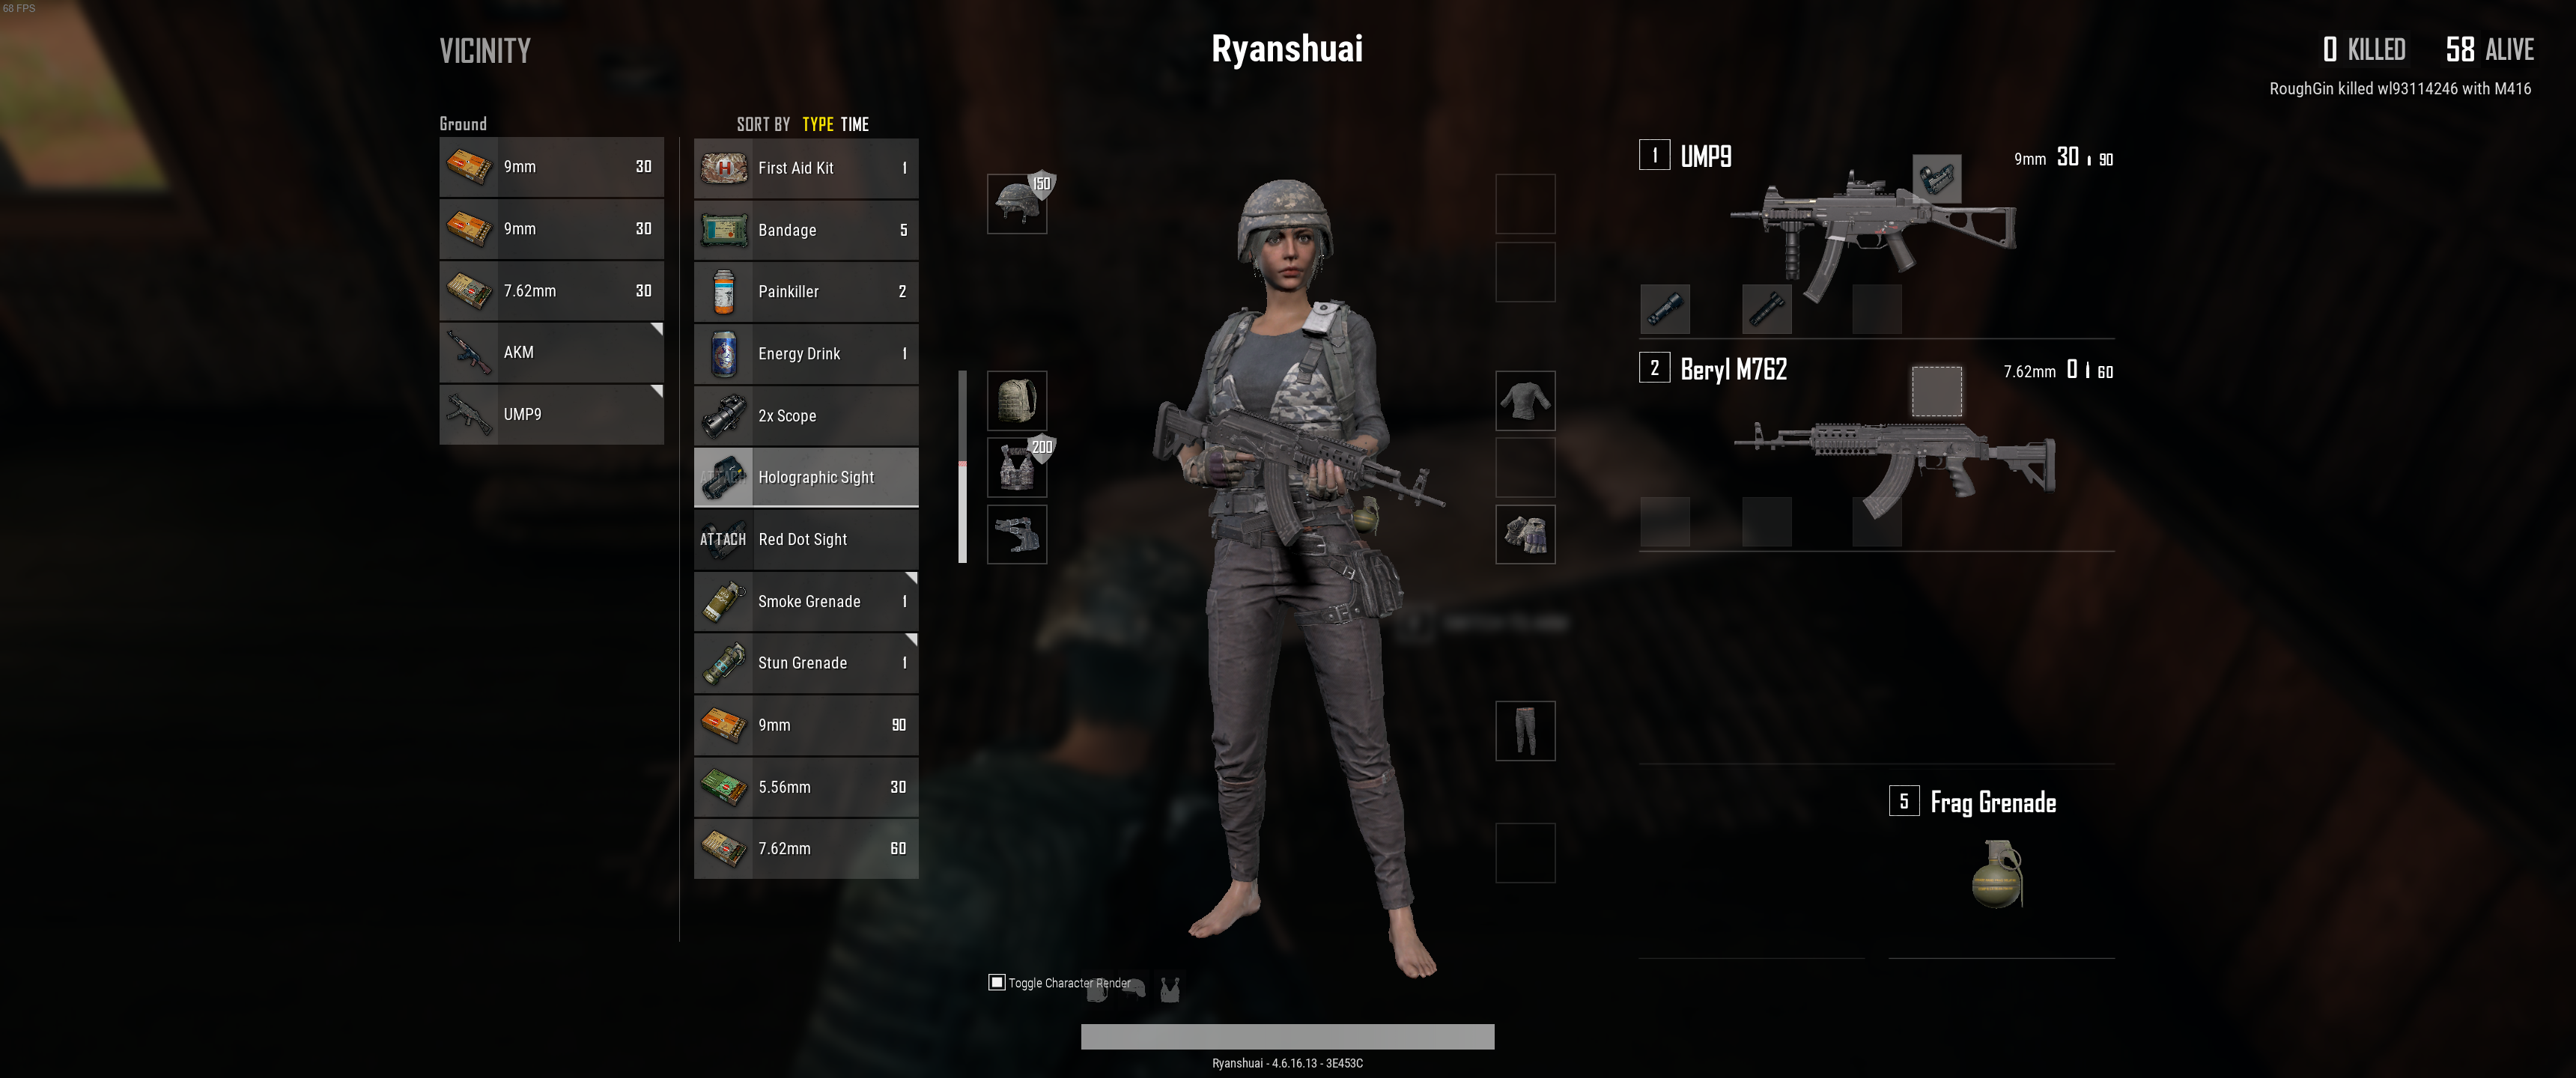 68 FPS
VICINITY
Ryanshuai
0 KILLED 58 ALIVE
RoughGin killed wl93114246 with M416
Ground
9mm 30
9mm 30
7.62mm 30
AKM
UMP9
SORT BY TYPE TIME
First Aid Kit 1
Bandage 5
Painkiller 2
Energy Drink 1
2x Scope
ATTACH Holographic Sight
ATTACH Red Dot Sight
Smoke Grenade 1
Stun Grenade 1
9mm 90
5.56mm 30
7.62mm 60
150
200
1 UMP9 9mm 30 90
2 Beryl M762 7.62mm 0 60
5 Frag Grenade
Toggle Character Render
Ryanshuai - 4.6.16.13 - 3E453C